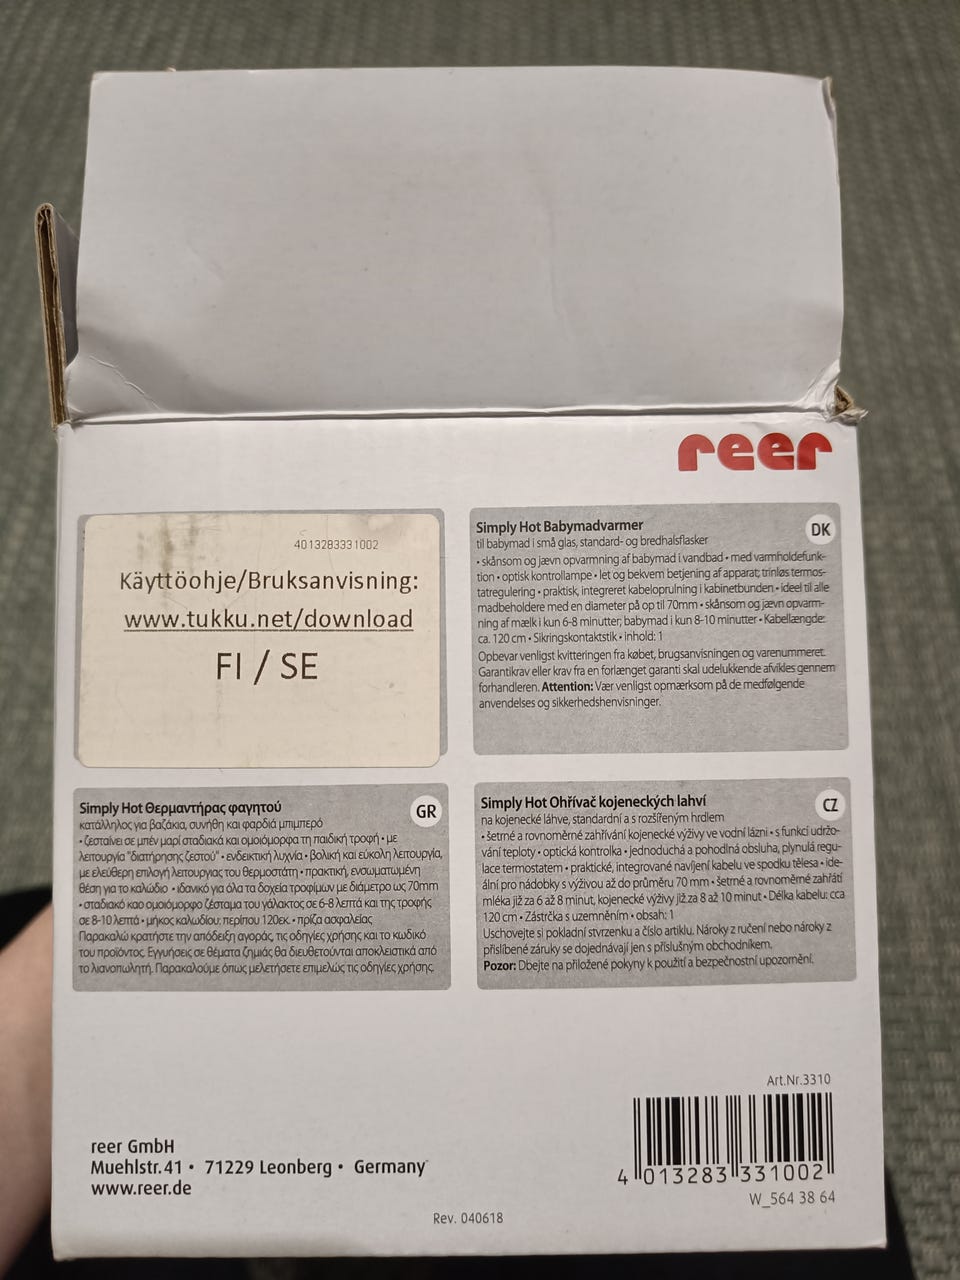 reer
4013283331002
Käyttöohje/Bruksanvisning:
www.tukku.net/download
FI / SE
Simply Hot Babymadvarmer
DK
til babymad i små glas, standard- og bredhalsflasker
• skånsom og jævn opvarmning af babymad i vandbad • med varmholdefunk-
tion • optisk kontrollampe • let og bekvem betjening af apparat; trinløs termos-
tatregulering • praktisk, integreret kabeloprulning i kabinetbunden • ideel til alle
madbeholdere med en diameter på op til 70mm • skånsom og jævn opvarm-
ning af mælk i kun 6-8 minutter; babymad i kun 8-10 minutter • Kabellængde:
ca. 120 cm • Sikringskontaktstik • inhold: 1
Opbevar venligst kvitteringen fra købet, brugsanvisningen og varenummeret.
Garantikrav eller krav fra en forlænget garanti skal udelukkende afvikles gennem
forhandleren. Attention: Vær venligst opmærksom på de medfølgende
anvendelses og sikkerhedshenvisninger.
Simply Hot Θερμαντήρας φαγητού
GR
κατάλληλος για βαζάκια, συνήθη και φαρδιά μπιμπερό
• ζεσταίνει σε μπέν μαρί σταδιακά και ομοιόμορφα τη παιδική τροφή • με
λειτουργία "διατήρησης ζεστού" • ενδεικτική λυχνία • βολική και εύκολη λειτουργία,
με ελεύθερη επιλογή λειτουργίας του θερμοστάτη • πρακτική, ενσωματωμένη
θέση για το καλώδιο • ιδανικό για όλα τα δοχεία τροφίμων με διάμετρο ως 70mm
• σταδιακό καο ομοιόμορφο ζέσταμα του γάλακτος σε 6-8 λεπτά και της τροφής
σε 8-10 λεπτά • μήκος καλωδίου: περίπου 120εκ. • πρίζα ασφαλείας
Παρακαλώ κρατήστε την απόδειξη αγοράς, τις οδηγίες χρήσης και το κωδικό
του προϊόντος. Εγγυήσεις σε θέματα ζημιάς θα διευθετούνται αποκλειστικά από
το λιανοπωλητή. Παρακαλούμε όπως μελετήσετε επιμελώς τις οδηγίες χρήσης.
Simply Hot Ohřívač kojeneckých lahví
CZ
na kojenecké láhve, standardní a s rozšířeným hrdlem
• šetrné a rovnoměrné zahřívání kojenecké výživy ve vodní lázni • s funkcí udržo-
vání teploty • optická kontrolka • jednoduchá a pohodlná obsluha, plynulá regu-
lace termostatem • praktické, integrované navíjení kabelu ve spodku tělesa • ide-
ální pro nádobky s výživou až do průměru 70 mm • šetrné a rovnoměrné zahřátí
mléka již za 6 až 8 minut, kojenecké výživy již za 8 až 10 minut • Délka kabelu: cca
120 cm • Zástrčka s uzemněním • obsah: 1
Uschovejte si pokladní stvrzenku a číslo artiklu. Nároky z ručení nebo nároky z
přislíbené záruky se dojednávají jen s příslušným obchodníkem.
Pozor: Dbejte na přiložené pokyny k použití a bezpečnostní upozornění.
Art.Nr.3310
4 013283 331002
W_564 38 64
reer GmbH
Muehlstr. 41 • 71229 Leonberg • Germany
www.reer.de
Rev. 040618